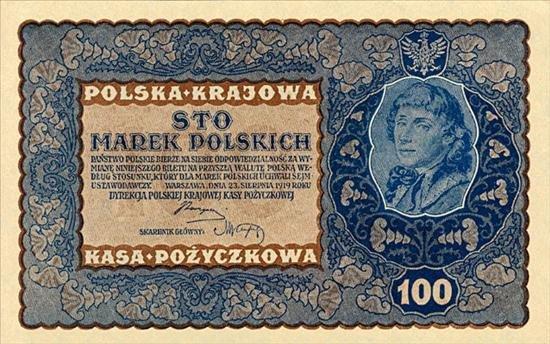 POLSKA · KRAJOWA
STO
MAREK POLSKICH
PAŃSTWO POLSKIE BIERZE NA SIEBIE ODPOWIEDZIALNOŚĆ ZA WY-
MIANĘ NINIEJSZEGO BILETU NA PRZYSZŁĄ WALUTĘ POLSKĄ WE-
DŁUG STOSUNKU, KTÓRY DLA MAREK POLSKICH UCHWALI SEJM
USTAWODAWCZY. WARSZAWA, DNIA 23. SIERPNIA 1919 ROKU
DYREKCJA POLSKIEJ KRAJOWEJ KASY POŻYCZKOWEJ
SKARBNIK GŁÓWNY:
KASA · POŻYCZKOWA
100